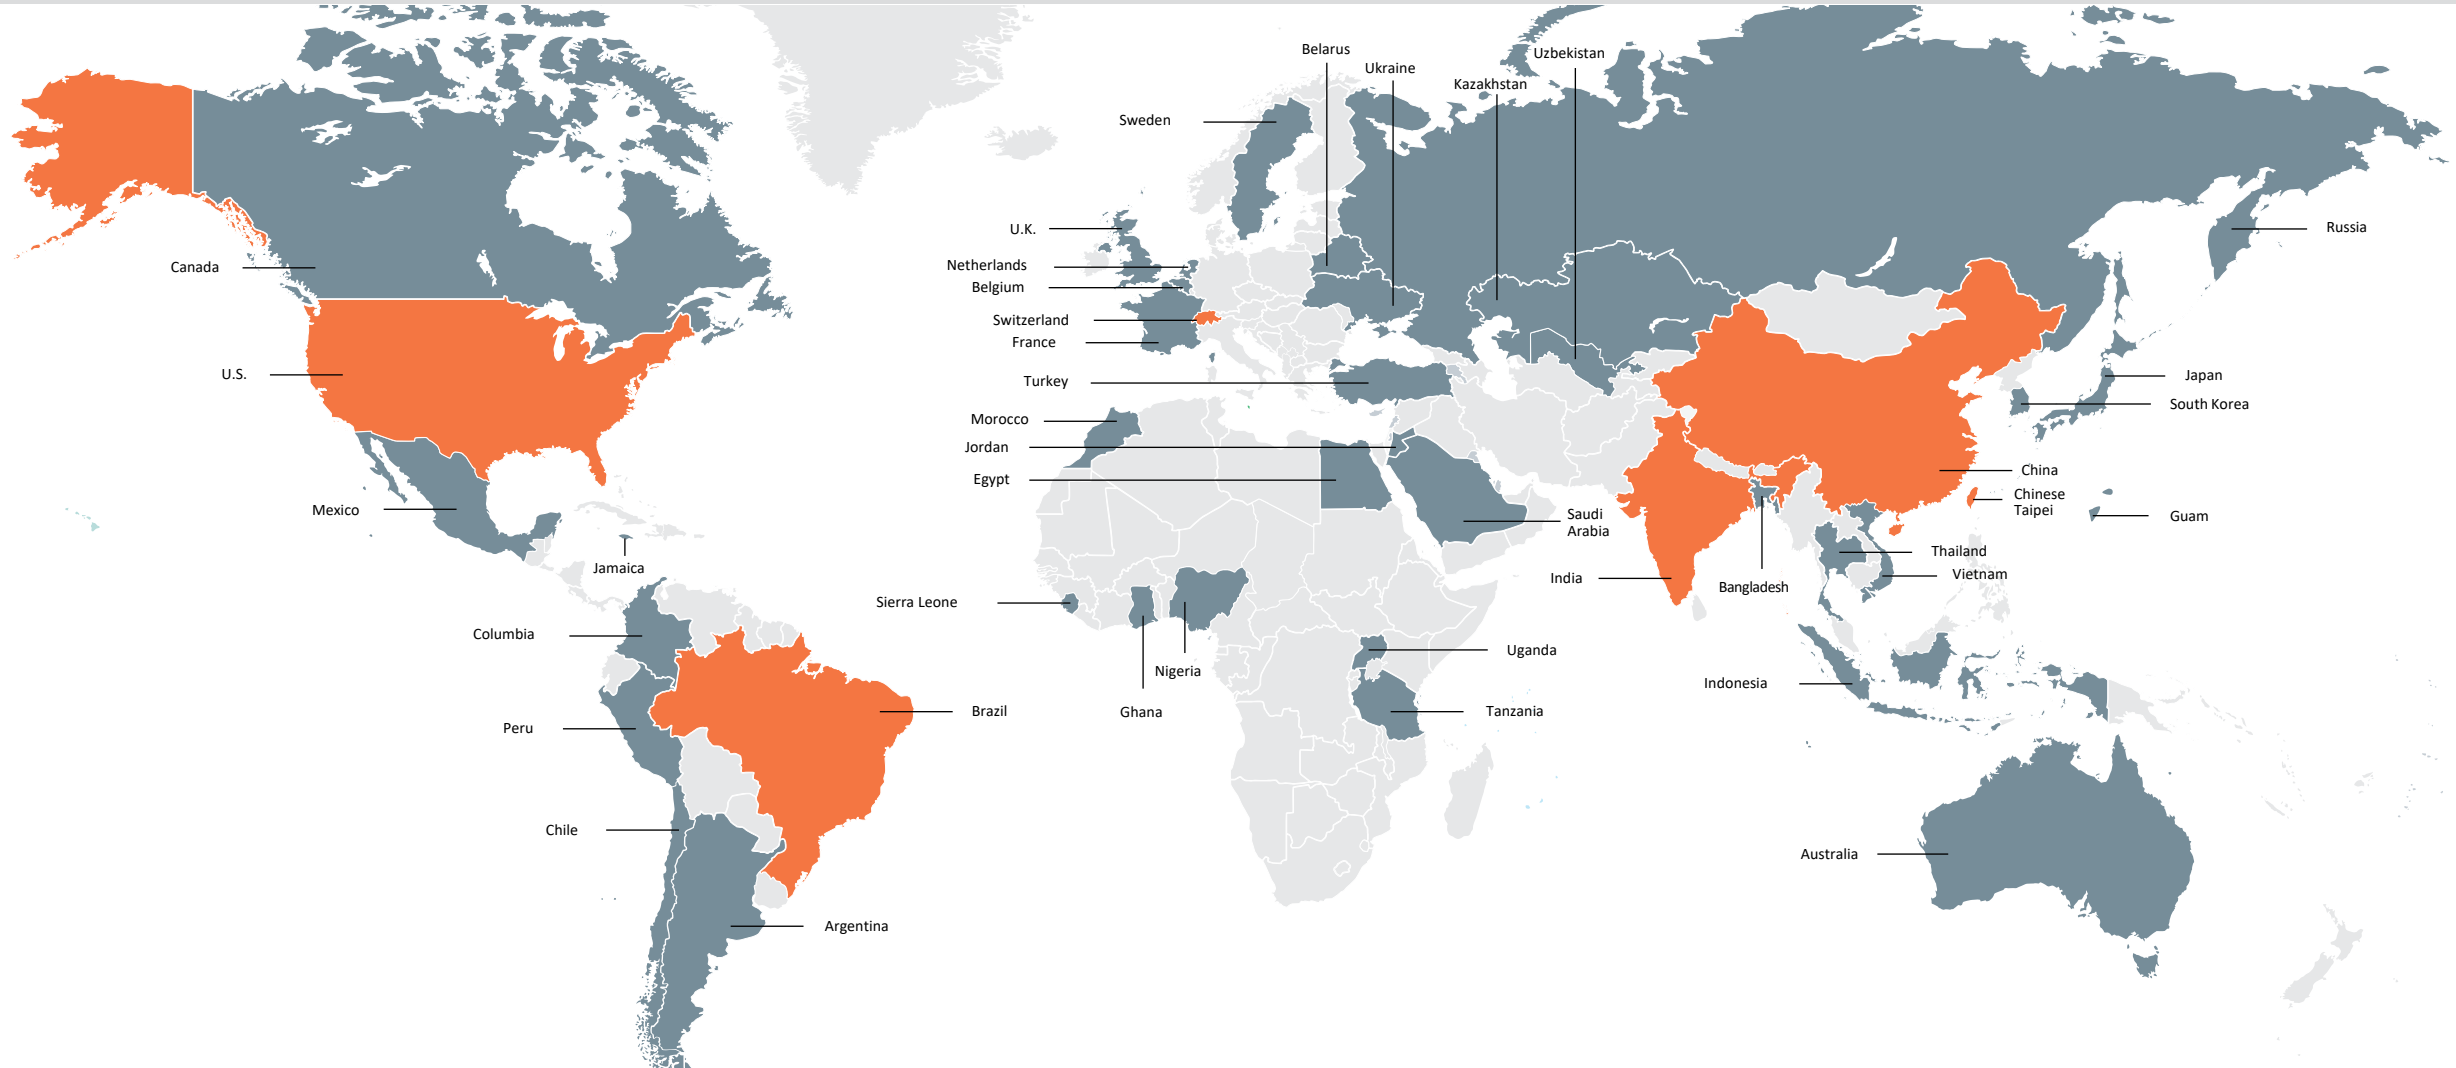 Belarus
Uzbekistan
Ukraine
Kazakhstan
Sweden
U.K.
Russia
Canada
Netherlands
Belgium
Switzerland
France
U.S.
Turkey
Japan
South Korea
Morocco
Jordan
Egypt
China
Chinese
Taipei
Mexico
Saudi
Arabia
Guam
Thailand
Jamaica
India
Bangladesh
Vietnam
Sierra Leone
Columbia
Uganda
Nigeria
Indonesia
Brazil
Ghana
Tanzania
Peru
Chile
Australia
Argentina